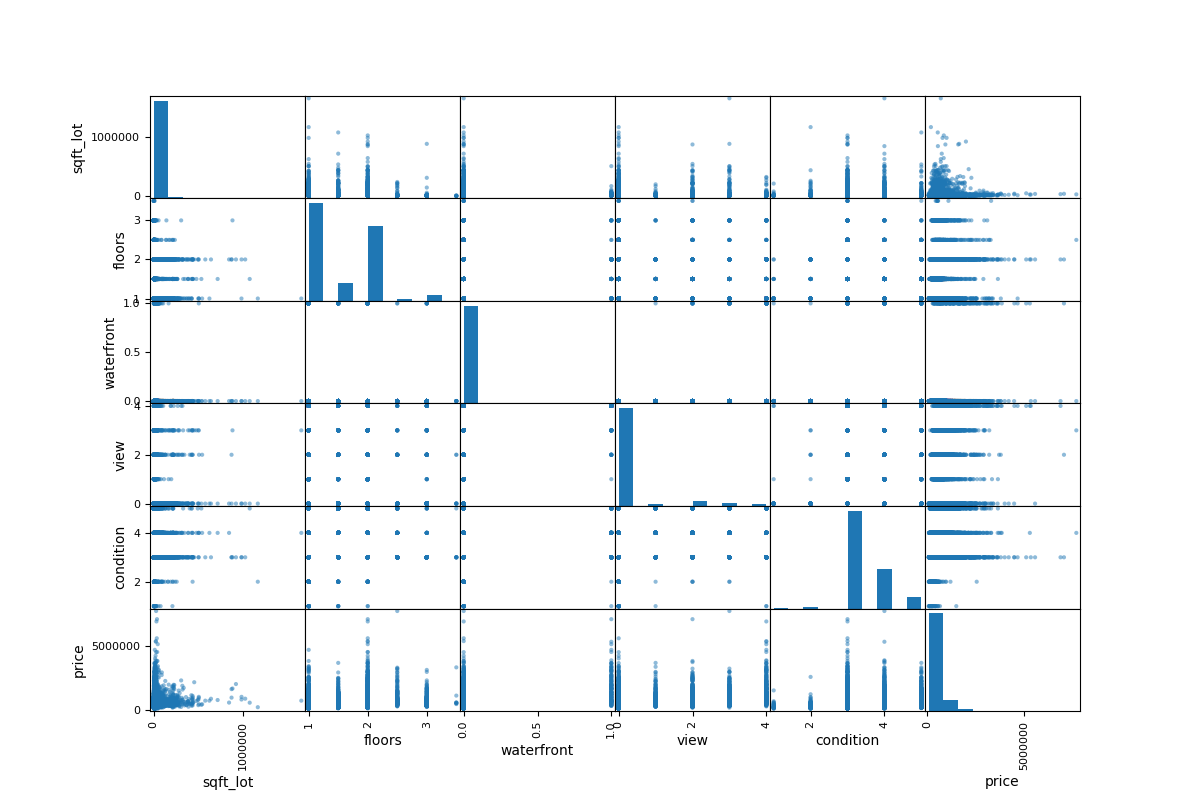 sqft_lot
1000000
0
floors
3
2
1
waterfront
1.0
0.5
0.0
view
4
2
0
condition
4
2
price
5000000
0
0 1000000 1 2 3 0.0 0.5 1.0 0 2 4 2 4 0 5000000
floors waterfront view condition
sqft_lot price